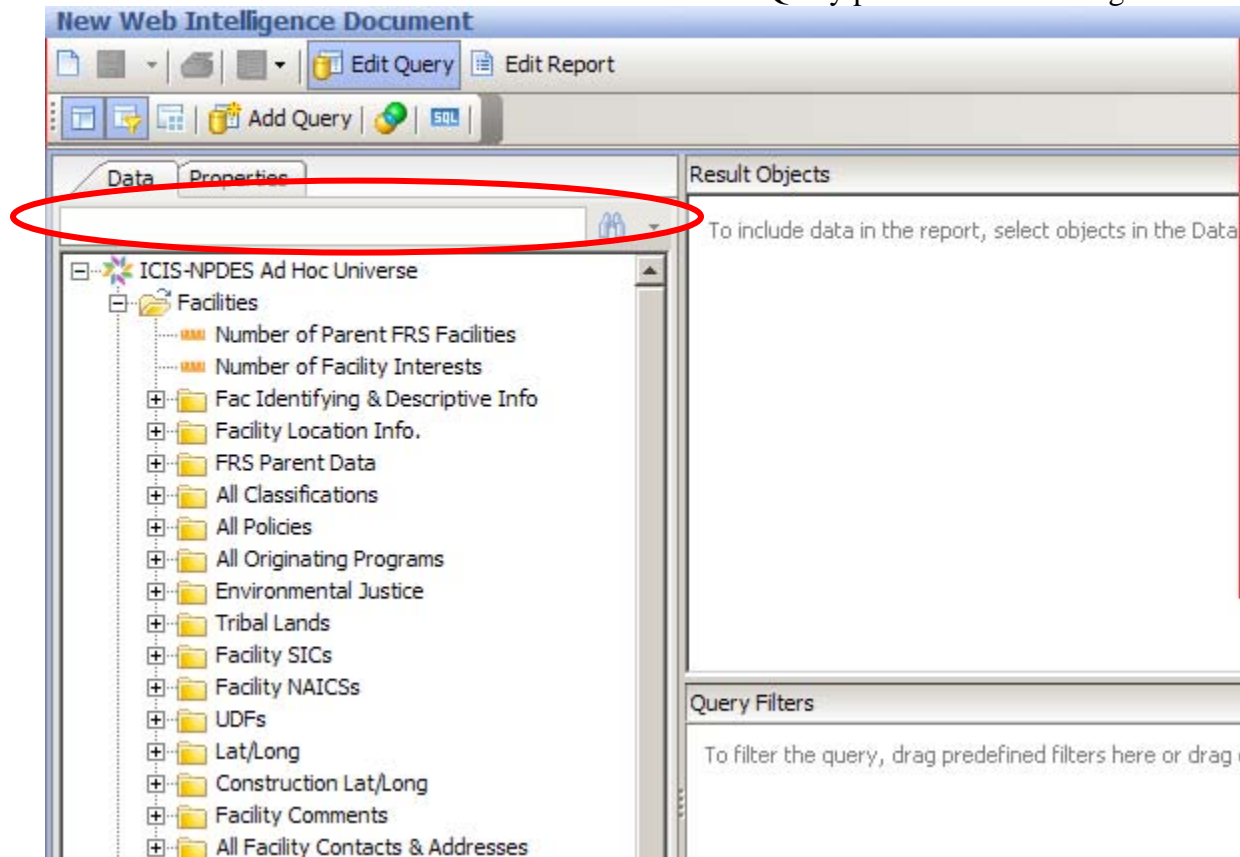 New Web Intelligence Document
Edit Query Edit Report
Add Query SQL
Data Properties
Result Objects
To include data in the report, select objects in the Data
ICIS-NPDES Ad Hoc Universe
Facilities
Number of Parent FRS Facilities
Number of Facility Interests
Fac Identifying & Descriptive Info
Facility Location Info.
FRS Parent Data
All Classifications
All Policies
All Originating Programs
Environmental Justice
Tribal Lands
Facility SICs
Facility NAICSs
UDFs
Lat/Long
Construction Lat/Long
Facility Comments
All Facility Contacts & Addresses
Query Filters
To filter the query, drag predefined filters here or drag